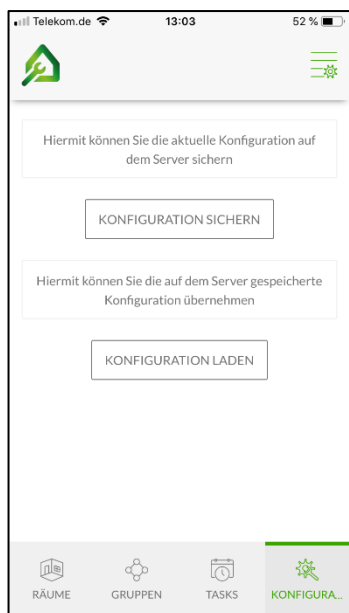 Telekom.de 13:03 52 %
Hiermit können Sie die aktuelle Konfiguration auf
dem Server sichern
KONFIGURATION SICHERN
Hiermit können Sie die auf dem Server gespeicherte
Konfiguration übernehmen
KONFIGURATION LADEN
RÄUME GRUPPEN TASKS KONFIGURA...